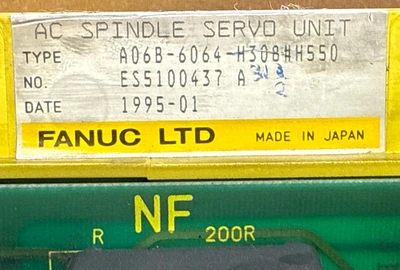 AC SPINDLE SERVO UNIT
TYPE A06B-6064-H308#H550
NO. ES5100437 A
DATE 1995-01
FANUC LTD MADE IN JAPAN
NF
R 200R